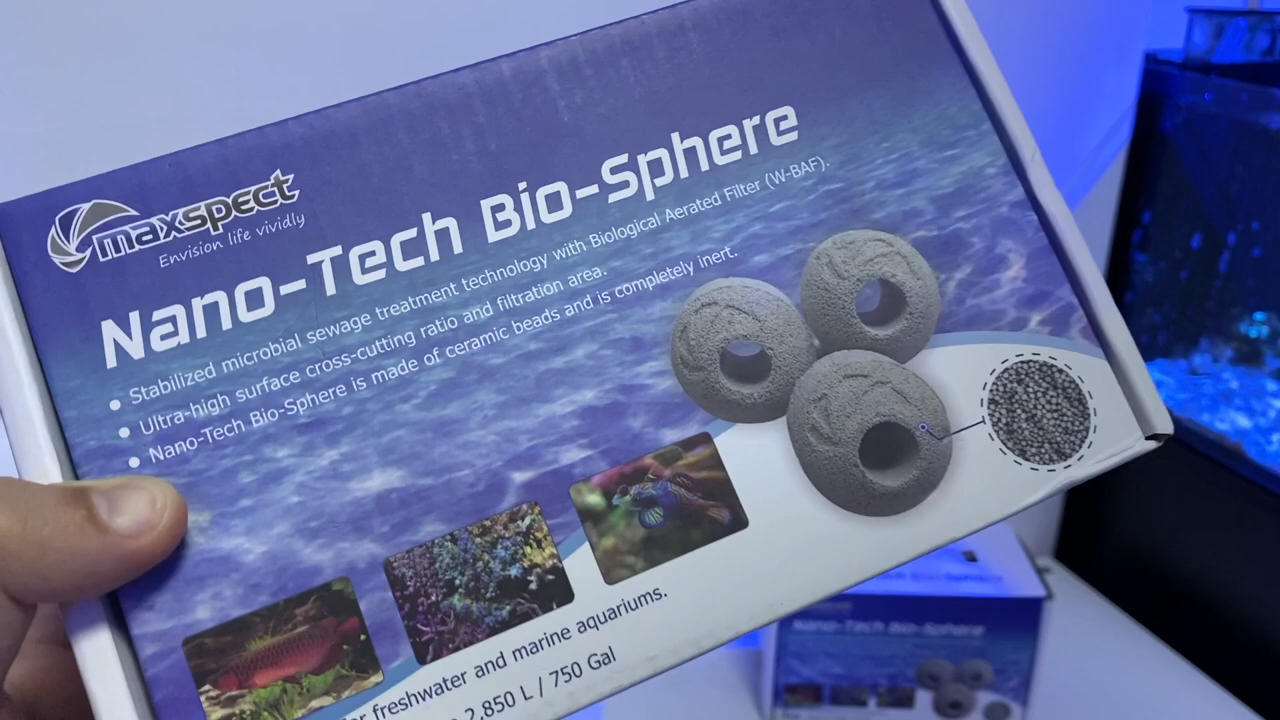 maxspect
Envision life vividly
Nano-Tech Bio-Sphere
• Stabilized microbial sewage treatment technology with Biological Aerated Filter (W-BAF).
• Ultra-high surface cross-cutting ratio and filtration area.
• Nano-Tech Bio-Sphere is made of ceramic beads and is completely inert.
freshwater and marine aquariums.
2,850 L / 750 Gal
Nano-Tech Bio-Sphere